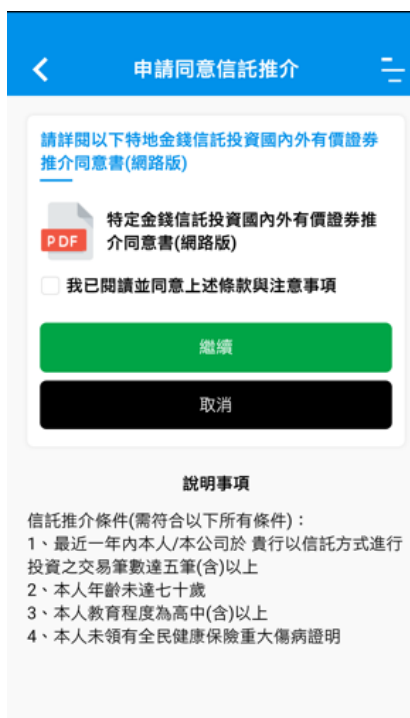 申請同意信託推介
請詳閱以下特地金錢信託投資國內外有價證券
推介同意書(網路版)
PDF
特定金錢信託投資國內外有價證券推
介同意書(網路版)
我已閱讀並同意上述條款與注意事項
繼續
取消
說明事項
信託推介條件(需符合以下所有條件)：
1、最近一年內本人/本公司於 貴行以信託方式進行
投資之交易筆數達五筆(含)以上
2、本人年齡未達七十歲
3、本人教育程度為高中(含)以上
4、本人未領有全民健康保險重大傷病證明